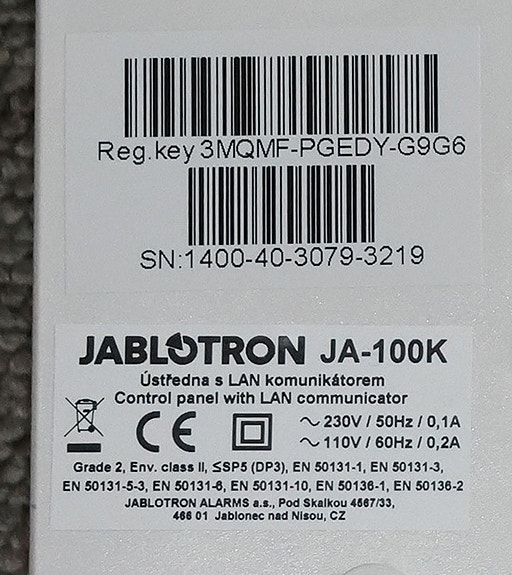 Reg.key 3MQMF-PGEDY-G9G6
SN:1400-40-3079-3219
JABLOTRON JA-100K
Ústředna s LAN komunikátorem
Control panel with LAN communicator
CE ~ 230V / 50Hz / 0,1A
~ 110V / 60Hz / 0,2A
Grade 2, Env. class II, ≤SP5 (DP3), EN 50131-1, EN 50131-3,
EN 50131-5-3, EN 50131-6, EN 50131-10, EN 50136-1, EN 50136-2
JABLOTRON ALARMS a.s., Pod Skalkou 4567/33,
466 01 Jablonec nad Nisou, CZ